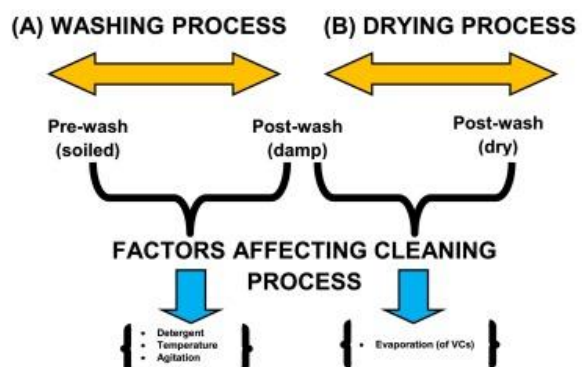 (A) WASHING PROCESS
(B) DRYING PROCESS
Pre-wash
(soiled)
Post-wash
(damp)
Post-wash
(dry)
FACTORS AFFECTING CLEANING
PROCESS
• Detergent
• Temperature
• Agitation
• Evaporation (of VCs)